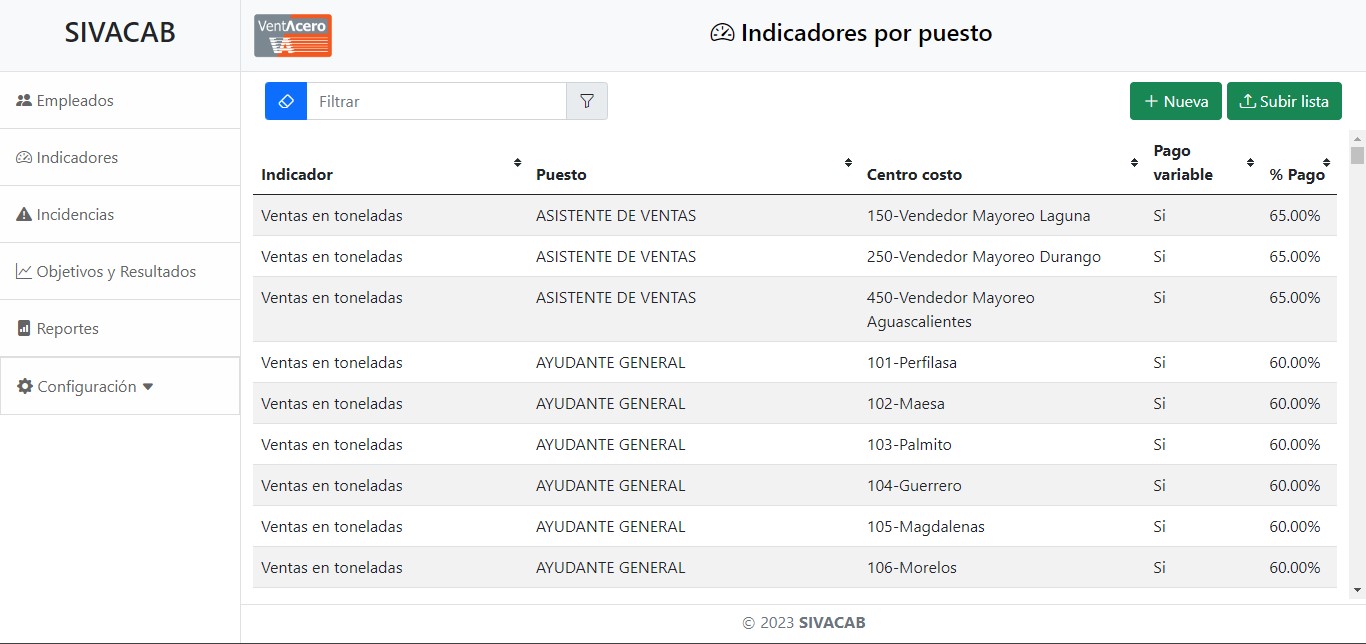 SIVACAB
VentAcero
VA
Indicadores por puesto
Empleados
Indicadores
Incidencias
Objetivos y Resultados
Reportes
Configuración
Filtrar
Nueva
Subir lista
Indicador Puesto Centro costo Pago variable % Pago
Ventas en toneladas ASISTENTE DE VENTAS 150-Vendedor Mayoreo Laguna Si 65.00%
Ventas en toneladas ASISTENTE DE VENTAS 250-Vendedor Mayoreo Durango Si 65.00%
Ventas en toneladas ASISTENTE DE VENTAS 450-Vendedor Mayoreo Si 65.00%
Aguascalientes
Ventas en toneladas AYUDANTE GENERAL 101-Perfilasa Si 60.00%
Ventas en toneladas AYUDANTE GENERAL 102-Maesa Si 60.00%
Ventas en toneladas AYUDANTE GENERAL 103-Palmito Si 60.00%
Ventas en toneladas AYUDANTE GENERAL 104-Guerrero Si 60.00%
Ventas en toneladas AYUDANTE GENERAL 105-Magdalenas Si 60.00%
Ventas en toneladas AYUDANTE GENERAL 106-Morelos Si 60.00%
© 2023 SIVACAB